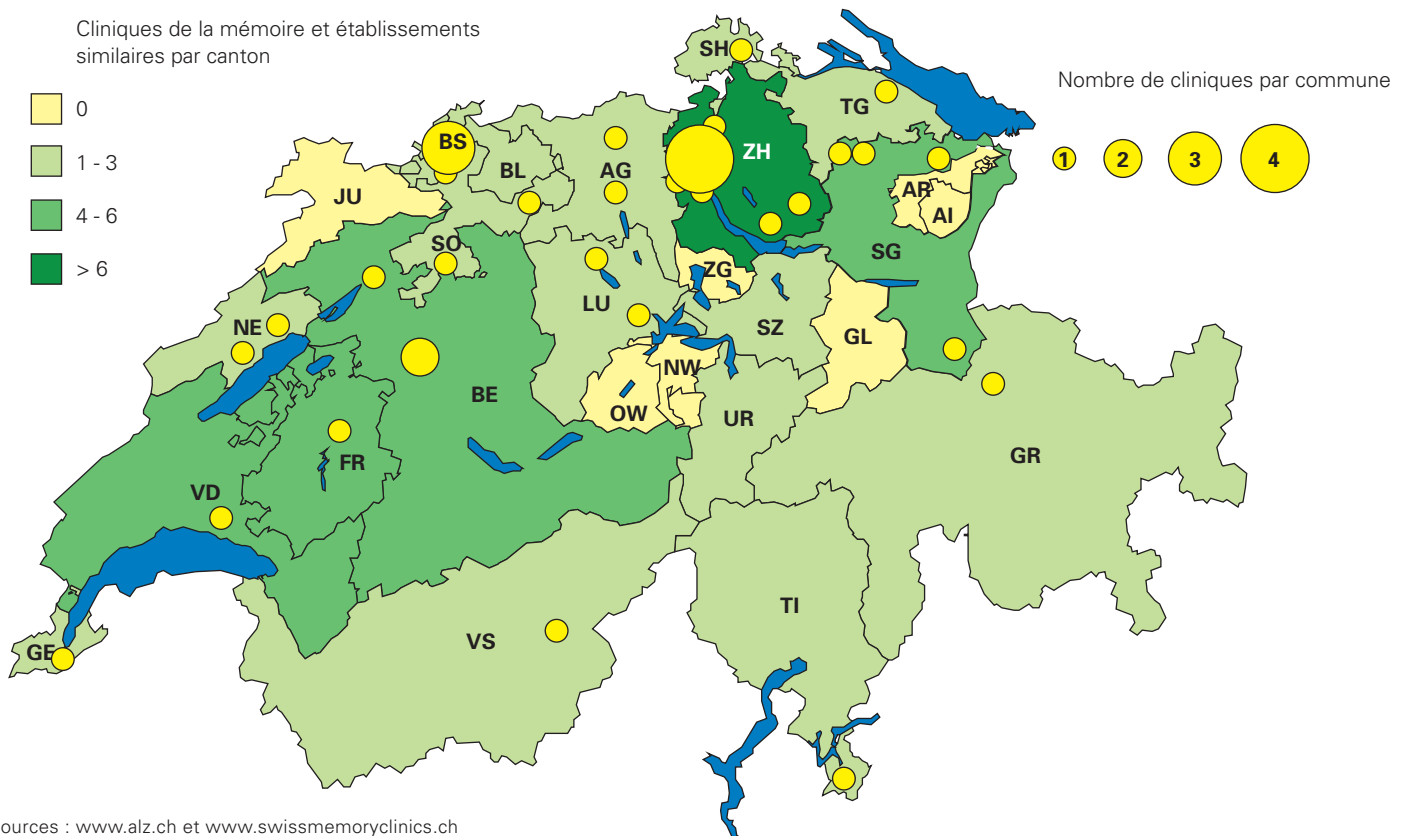 Cliniques de la mémoire et établissements
similaires par canton
0
1 - 3
4 - 6
> 6
Nombre de cliniques par commune
1 2 3 4
SH
TG
BS
BL
AG
ZH
JU
AR
AI
SO
SG
ZG
LU
NE
SZ
GL
NW
BE
OW
UR
FR
GR
VD
TI
VS
GE
ources : www.alz.ch et www.swissmemoryclinics.ch